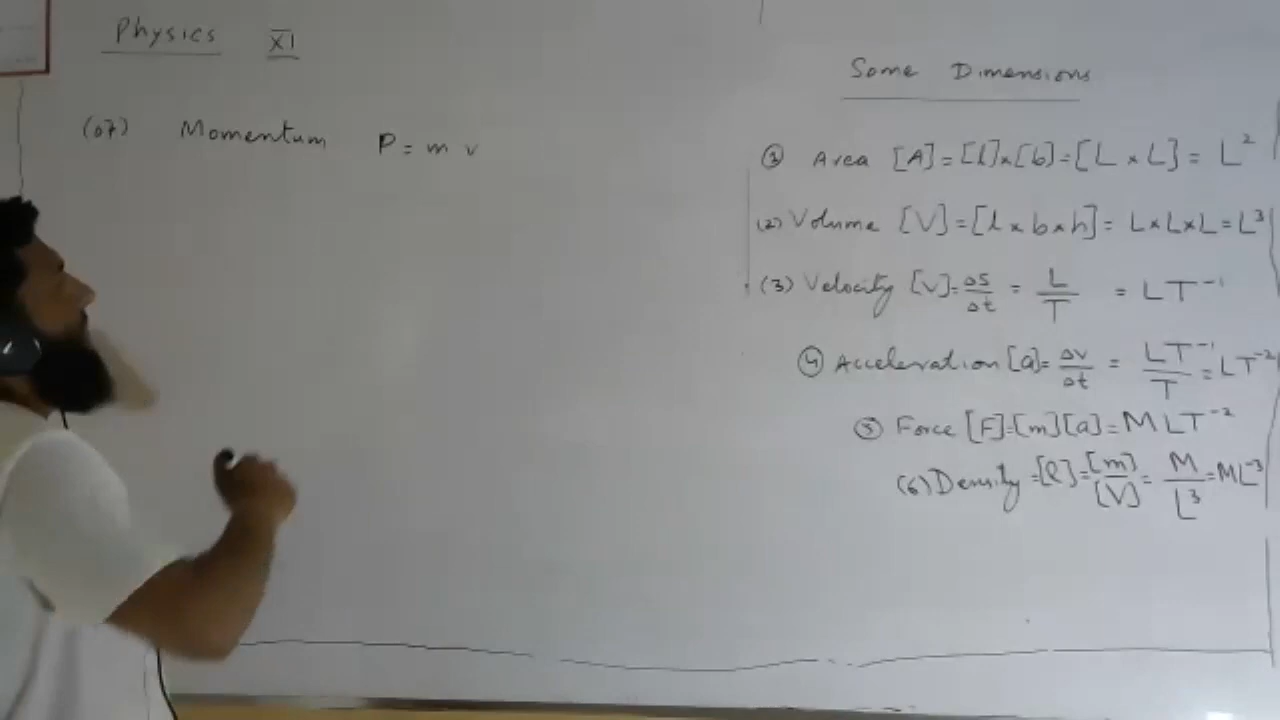 Physics XI
(07) Momentum P = m v
Some Dimensions
① Area [A] = [l] × [b] = [L × L] = L²
(2) Volume [V] = [l × b × h] = L × L × L = L³
(3) Velocity [V] = ΔS/Δt = L/T = LT⁻¹
④ Acceleration [a] = Δv/Δt = LT⁻¹/T = LT⁻²
⑤ Force [F] = [m][a] = MLT⁻²
(6) Density = [ρ] = [m]/[V] = M/L³ = ML⁻³